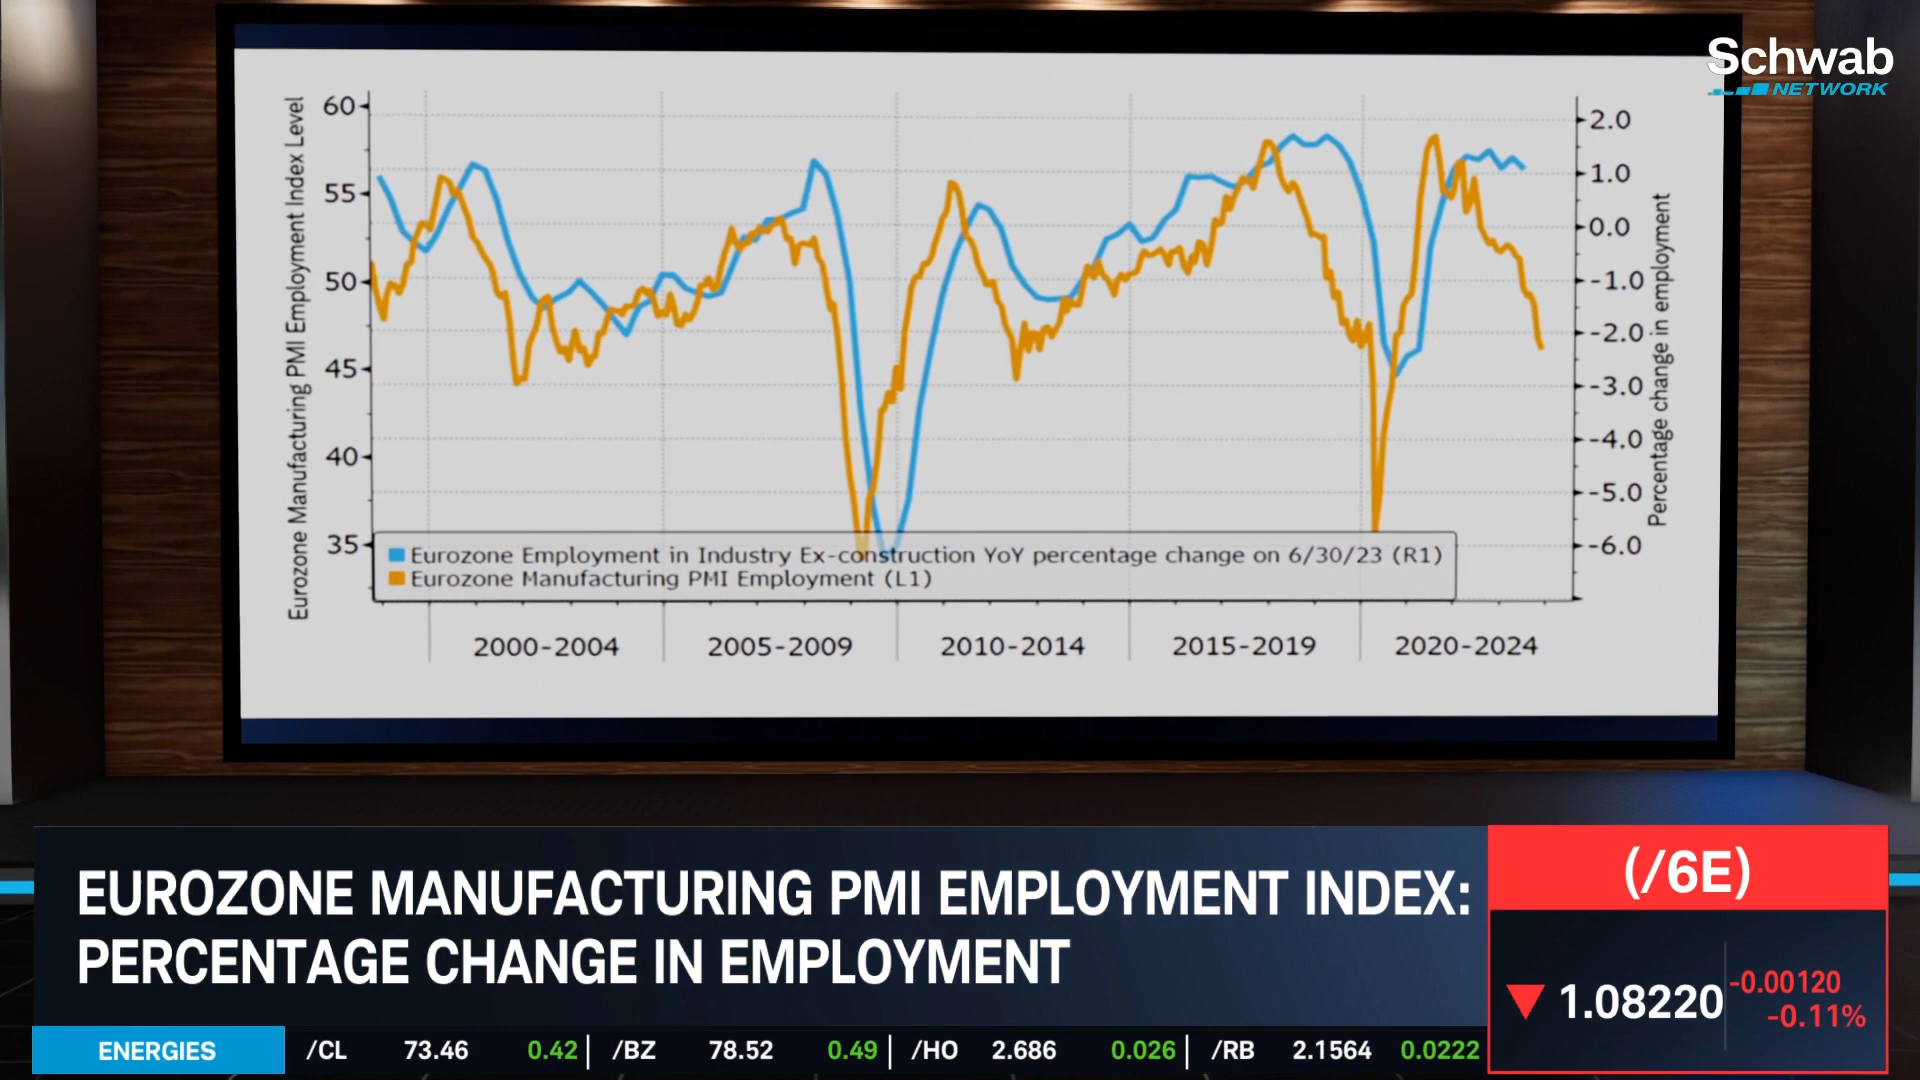 Schwab
NETWORK
Eurozone Manufacturing PMI Employment Index Level
60
55
50
45
40
35
2.0
1.0
0.0
-1.0
-2.0
-3.0
-4.0
-5.0
-6.0
Percentage change in employment
Eurozone Employment in Industry Ex-construction YoY percentage change on 6/30/23 (R1)
Eurozone Manufacturing PMI Employment (L1)
2000-2004 2005-2009 2010-2014 2015-2019 2020-2024
EUROZONE MANUFACTURING PMI EMPLOYMENT INDEX:
PERCENTAGE CHANGE IN EMPLOYMENT
(/6E)
1.08220 -0.00120
-0.11%
ENERGIES /CL 73.46 0.42 /BZ 78.52 0.49 /HO 2.686 0.026 /RB 2.1564 0.0222